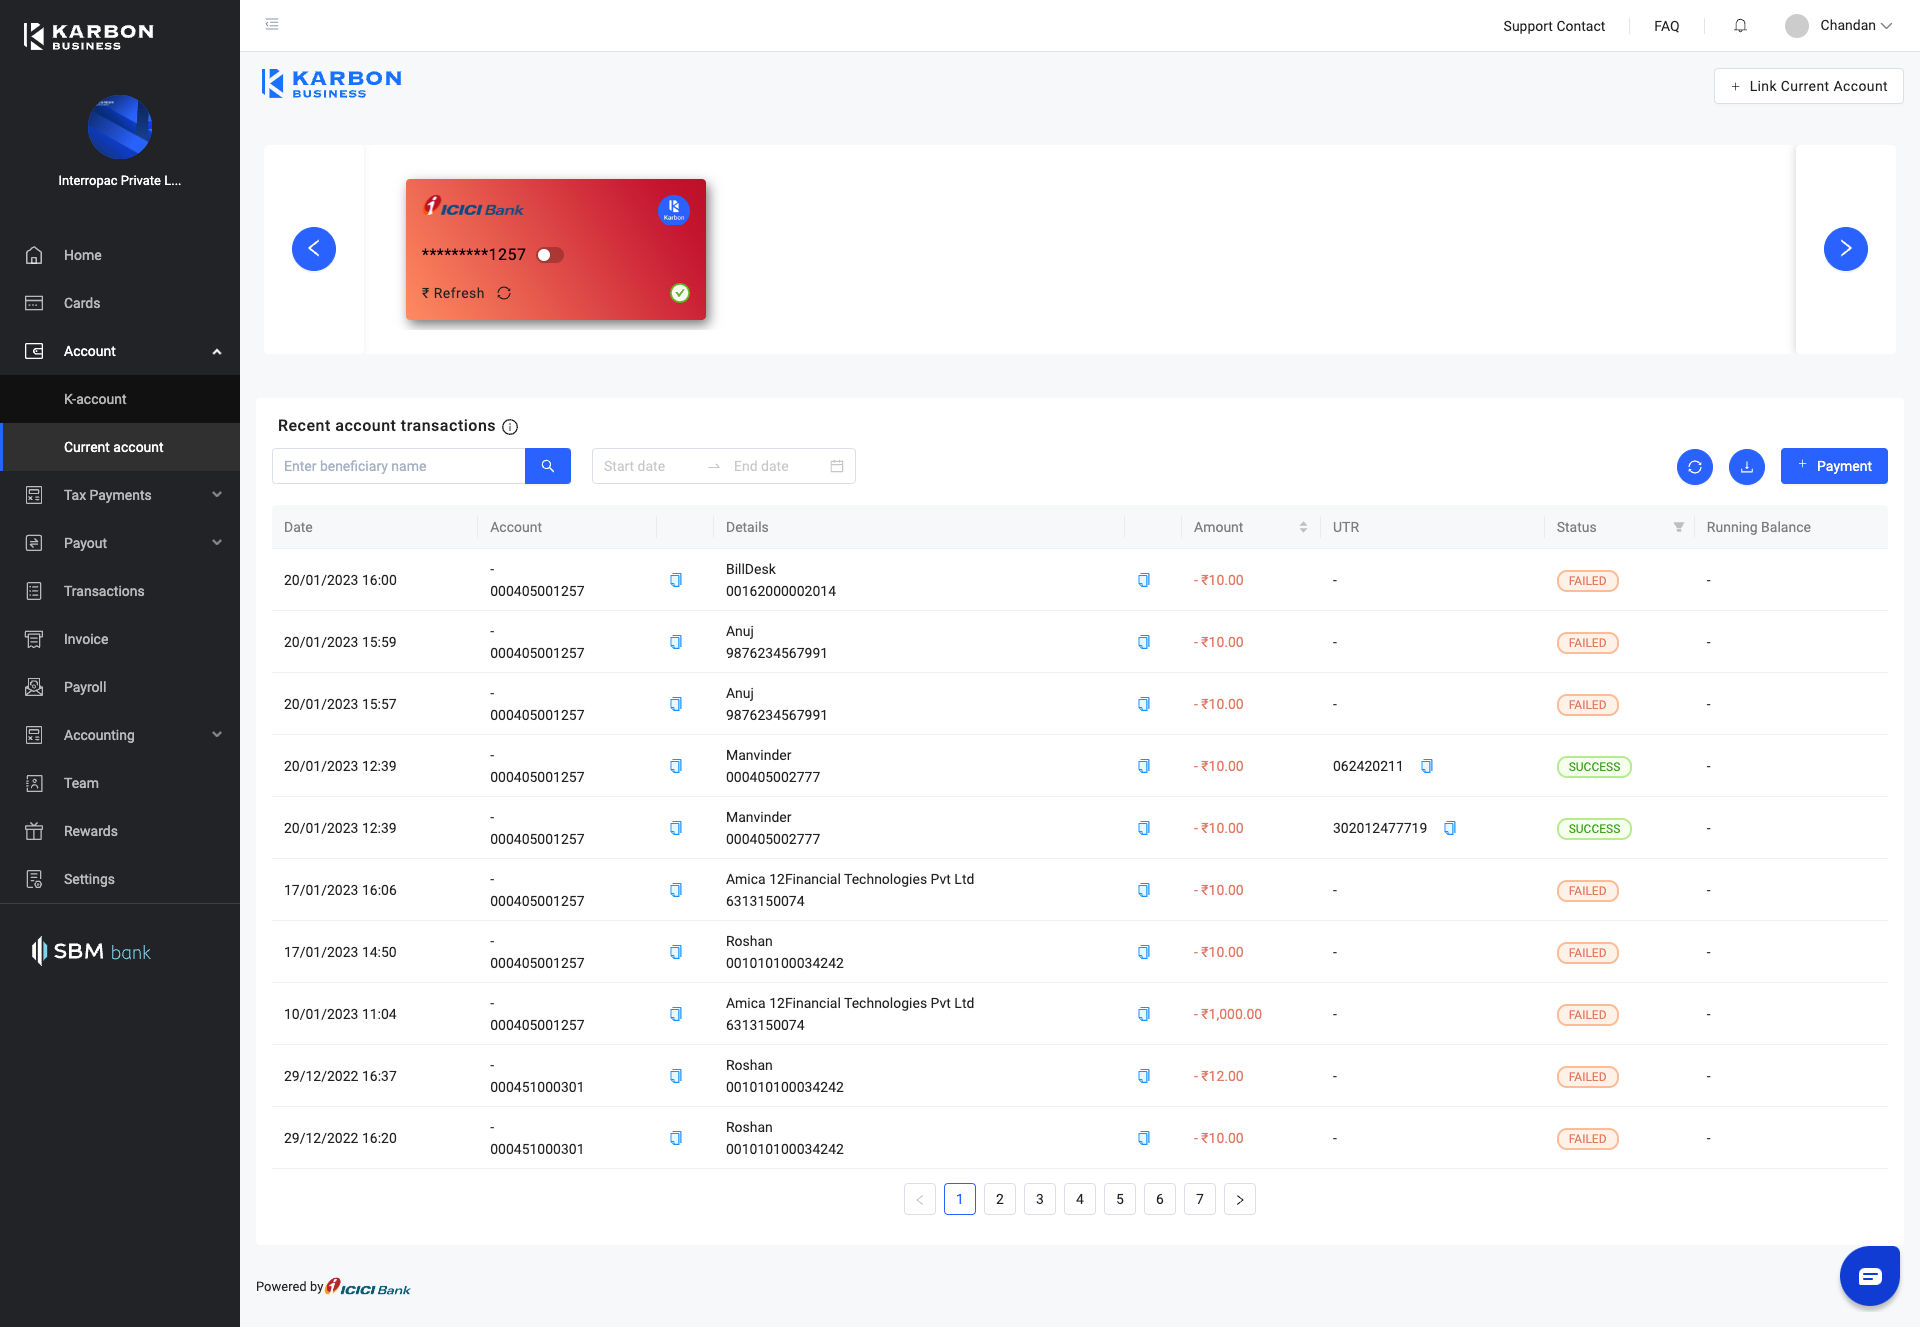 KARBON
BUSINESS
Interropac Private L...
Home
Cards
Account
K-account
Current account
Tax Payments
Payout
Transactions
Invoice
Payroll
Accounting
Team
Rewards
Settings
SBM bank
Support Contact
FAQ
Chandan
KARBON
BUSINESS
+ Link Current Account
ICICI Bank
Karbon
*********1257
₹ Refresh
Recent account transactions
Enter beneficiary name
Start date → End date
+ Payment
Date Account Details Amount UTR Status Running Balance
20/01/2023 16:00 - 000405001257 BillDesk 00162000002014 - ₹10.00 - FAILED -
20/01/2023 15:59 - 000405001257 Anuj 9876234567991 - ₹10.00 - FAILED -
20/01/2023 15:57 - 000405001257 Anuj 9876234567991 - ₹10.00 - FAILED -
20/01/2023 12:39 - 000405001257 Manvinder 000405002777 - ₹10.00 062420211 SUCCESS -
20/01/2023 12:39 - 000405001257 Manvinder 000405002777 - ₹10.00 302012477719 SUCCESS -
17/01/2023 16:06 - 000405001257 Amica 12Financial Technologies Pvt Ltd 6313150074 - ₹10.00 - FAILED -
17/01/2023 14:50 - 000405001257 Roshan 001010100034242 - ₹10.00 - FAILED -
10/01/2023 11:04 - 000405001257 Amica 12Financial Technologies Pvt Ltd 6313150074 - ₹1,000.00 - FAILED -
29/12/2022 16:37 - 000451000301 Roshan 001010100034242 - ₹12.00 - FAILED -
29/12/2022 16:20 - 000451000301 Roshan 001010100034242 - ₹10.00 - FAILED -
< 1 2 3 4 5 6 7 >
Powered by ICICI Bank